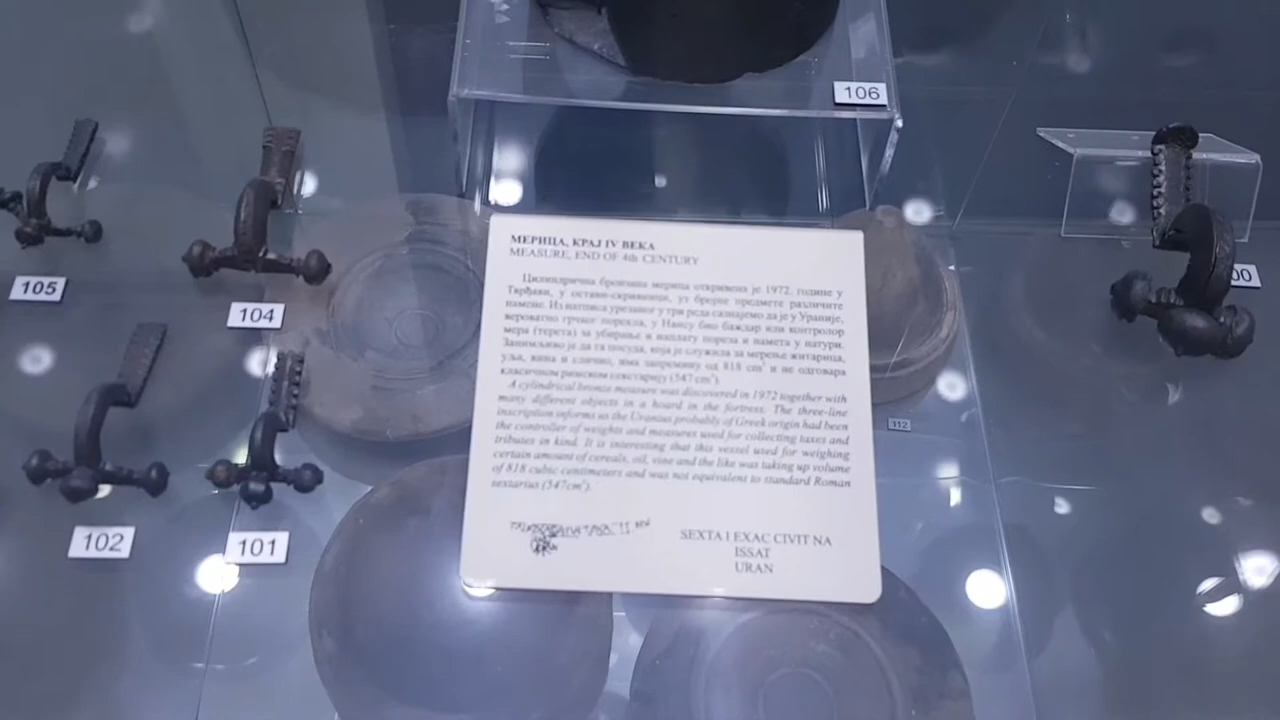 106
МЕРИЦА, КРАЈ IV ВЕКА
MEASURE, END OF 4th CENTURY
Цилиндрична бронзана мерица откривена је 1972. године у
Тврђави, у остави-скривници, уз бројне предмете различите
намене. Из натписа урезаног у три реда сазнајемо да је у Ураније,
вероватно грчког порекла, у Наису био баждар или контролор
мера (терета) за убирање и наплату пореза и намета у натури.
Занимљиво је да та посуда, која је служила за мерење житарица,
уља, вина и слично, има запремину од 818 cm³ и не одговара
класичном римском секстарију (547 cm³).
A cylindrical bronze measure was discovered in 1972 together with
many different objects in a hoard in the fortress. The three-line
inscription informs us the Uranius probably of Greek origin had been
the controller of weights and measures used for collecting taxes and
tributes in kind. It is interesting that this vessel used for weighing
certain amount of cereals, oil, vine and the like was taking up volume
of 818 cubic centimeters and was not equivalent to standard Roman
sextarius (547cm³).
SEXTA I EXAC CIVIT NA
ISSAT
URAN
105
104
00
312
102
101